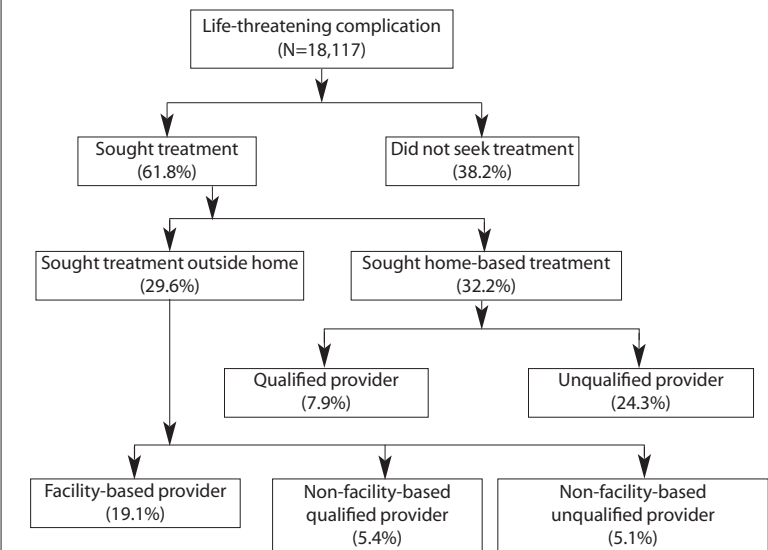 Life-threatening complication
(N=18,117)
Sought treatment
(61.8%)
Did not seek treatment
(38.2%)
Sought treatment outside home
(29.6%)
Sought home-based treatment
(32.2%)
Qualified provider
(7.9%)
Unqualified provider
(24.3%)
Facility-based provider
(19.1%)
Non-facility-based
qualified provider
(5.4%)
Non-facility-based
unqualified provider
(5.1%)